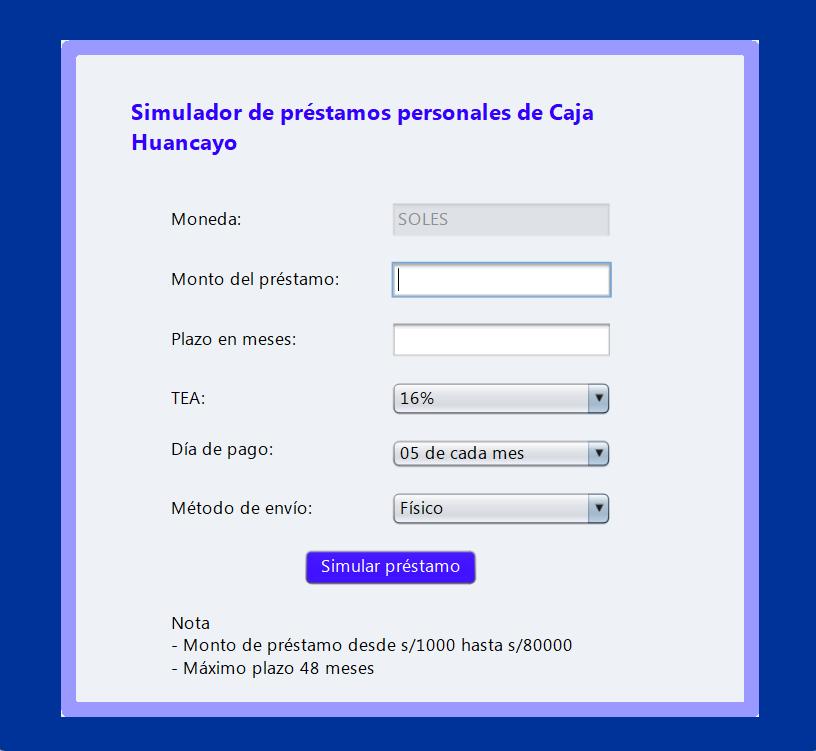 Simulador de préstamos personales de Caja
Huancayo
Moneda: SOLES
Monto del préstamo:
Plazo en meses:
TEA: 16%
Día de pago: 05 de cada mes
Método de envío: Físico
Simular préstamo
Nota
- Monto de préstamo desde s/1000 hasta s/80000
- Máximo plazo 48 meses